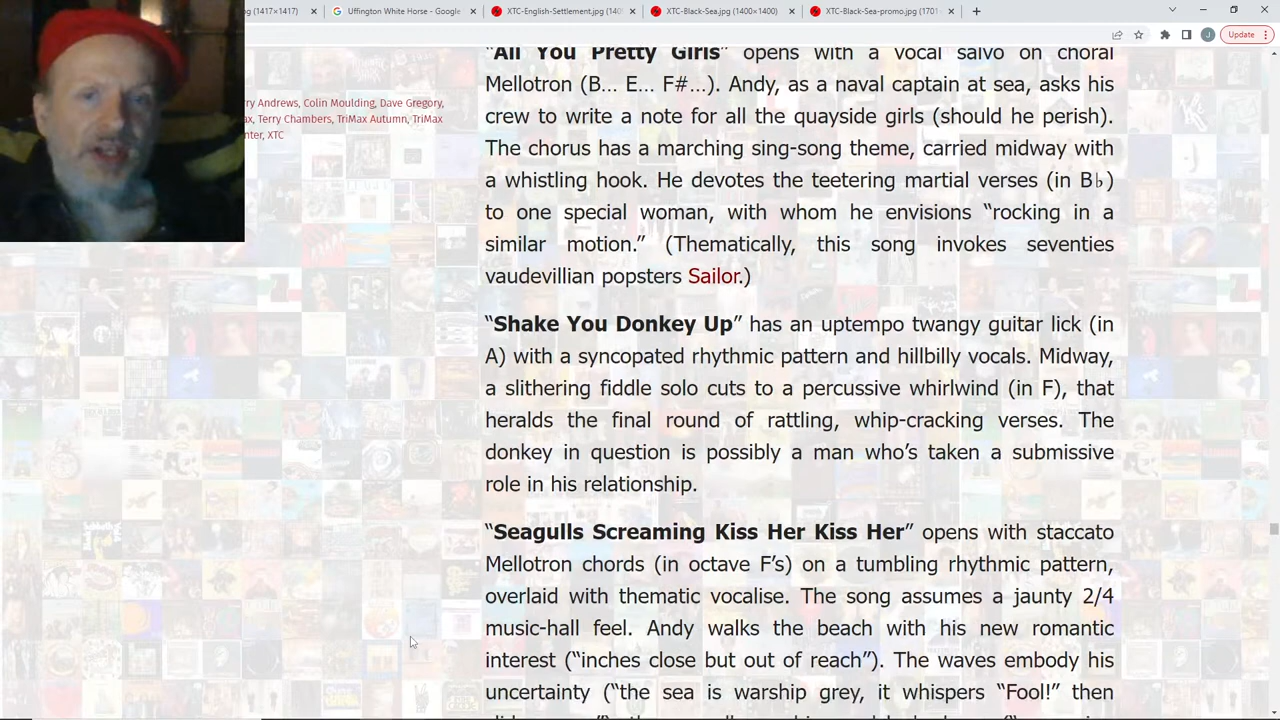 (1417×1417)
Uffington White Horse - Google
XTC-English-Settlement.jpg (140
XTC-Black-Sea.jpg (1400×1400)
XTC-Black-Sea-promo.jpg (1701
J
Update
ry Andrews, Colin Moulding, Dave Gregory,
ax, Terry Chambers, TriMax Autumn, TriMax
nter, XTC
“All You Pretty Girls” opens with a vocal salvo on choral
Mellotron (B… E… F#…). Andy, as a naval captain at sea, asks his
crew to write a note for all the quayside girls (should he perish).
The chorus has a marching sing-song theme, carried midway with
a whistling hook. He devotes the teetering martial verses (in B♭)
to one special woman, with whom he envisions “rocking in a
similar motion.” (Thematically, this song invokes seventies
vaudevillian popsters Sailor.)
“Shake You Donkey Up” has an uptempo twangy guitar lick (in
A) with a syncopated rhythmic pattern and hillbilly vocals. Midway,
a slithering fiddle solo cuts to a percussive whirlwind (in F), that
heralds the final round of rattling, whip-cracking verses. The
donkey in question is possibly a man who’s taken a submissive
role in his relationship.
“Seagulls Screaming Kiss Her Kiss Her” opens with staccato
Mellotron chords (in octave F’s) on a tumbling rhythmic pattern,
overlaid with thematic vocalise. The song assumes a jaunty 2/4
music-hall feel. Andy walks the beach with his new romantic
interest (“inches close but out of reach”). The waves embody his
uncertainty (“the sea is warship grey, it whispers “Fool!” then